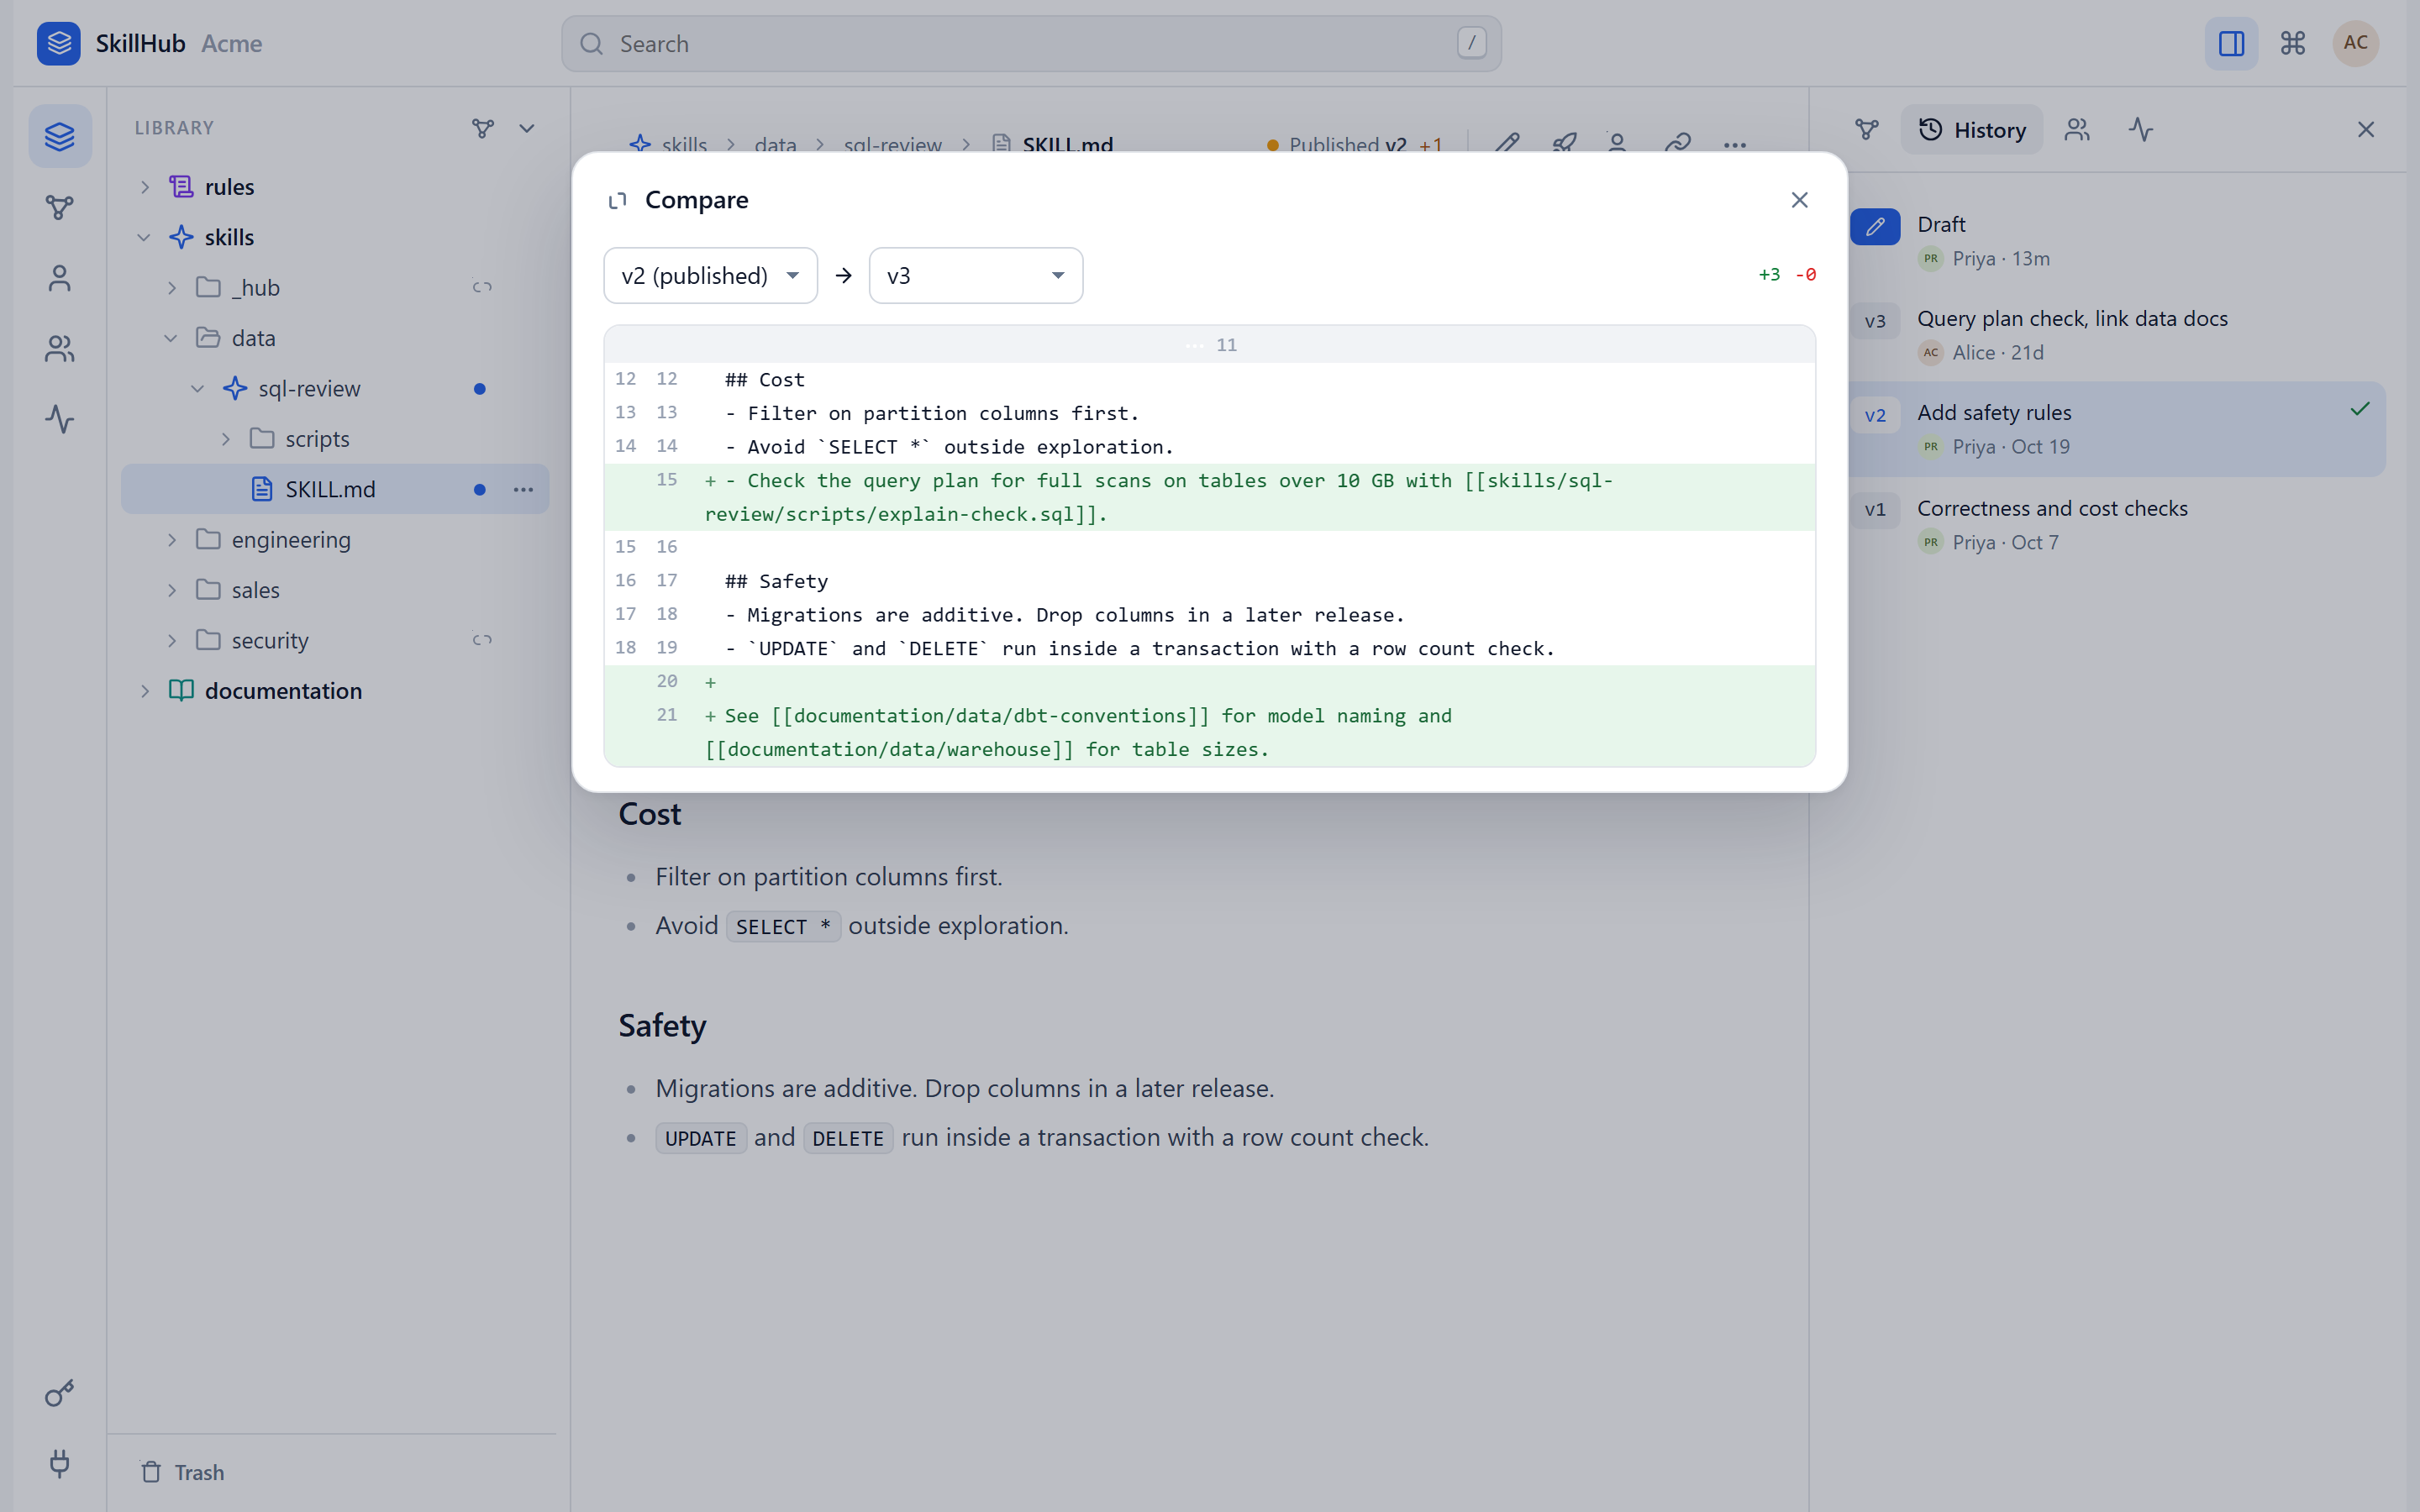 SkillHub Acme
Search /
AC
LIBRARY
rules
skills
_hub
data
sql-review
scripts
SKILL.md
engineering
sales
security
documentation
Trash
skills > data > sql-review > SKILL.md
Published v2 +1
Compare
v2 (published) → v3
+3 -0
... 11
12 12 ## Cost
13 13 - Filter on partition columns first.
14 14 - Avoid `SELECT *` outside exploration.
15 + - Check the query plan for full scans on tables over 10 GB with [[skills/sql-
review/scripts/explain-check.sql]].
15 16
16 17 ## Safety
17 18 - Migrations are additive. Drop columns in a later release.
18 19 - `UPDATE` and `DELETE` run inside a transaction with a row count check.
20 +
21 + See [[documentation/data/dbt-conventions]] for model naming and
[[documentation/data/warehouse]] for table sizes.
Cost
• Filter on partition columns first.
• Avoid SELECT * outside exploration.
Safety
• Migrations are additive. Drop columns in a later release.
• UPDATE and DELETE run inside a transaction with a row count check.
History
Draft
PR Priya · 13m
v3 Query plan check, link data docs
AC Alice · 21d
v2 Add safety rules
PR Priya · Oct 19
v1 Correctness and cost checks
PR Priya · Oct 7